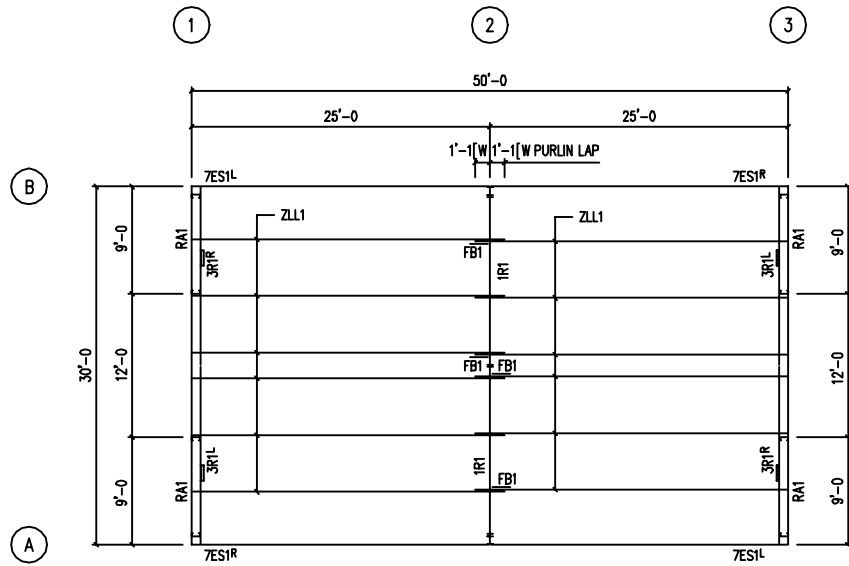 1
2
3
50'-0
25'-0
25'-0
1'-1[W 1'-1[W PURLIN LAP
B
7ES1L
7ES1R
ZLL1
ZLL1
9'-0
RA1
3R1R
FB1
1R1
3R1L
RA1
9'-0
30'-0
12'-0
FB1
FB1
12'-0
9'-0
RA1
3R1L
1R1
FB1
3R1R
RA1
9'-0
A
7ES1R
7ES1L